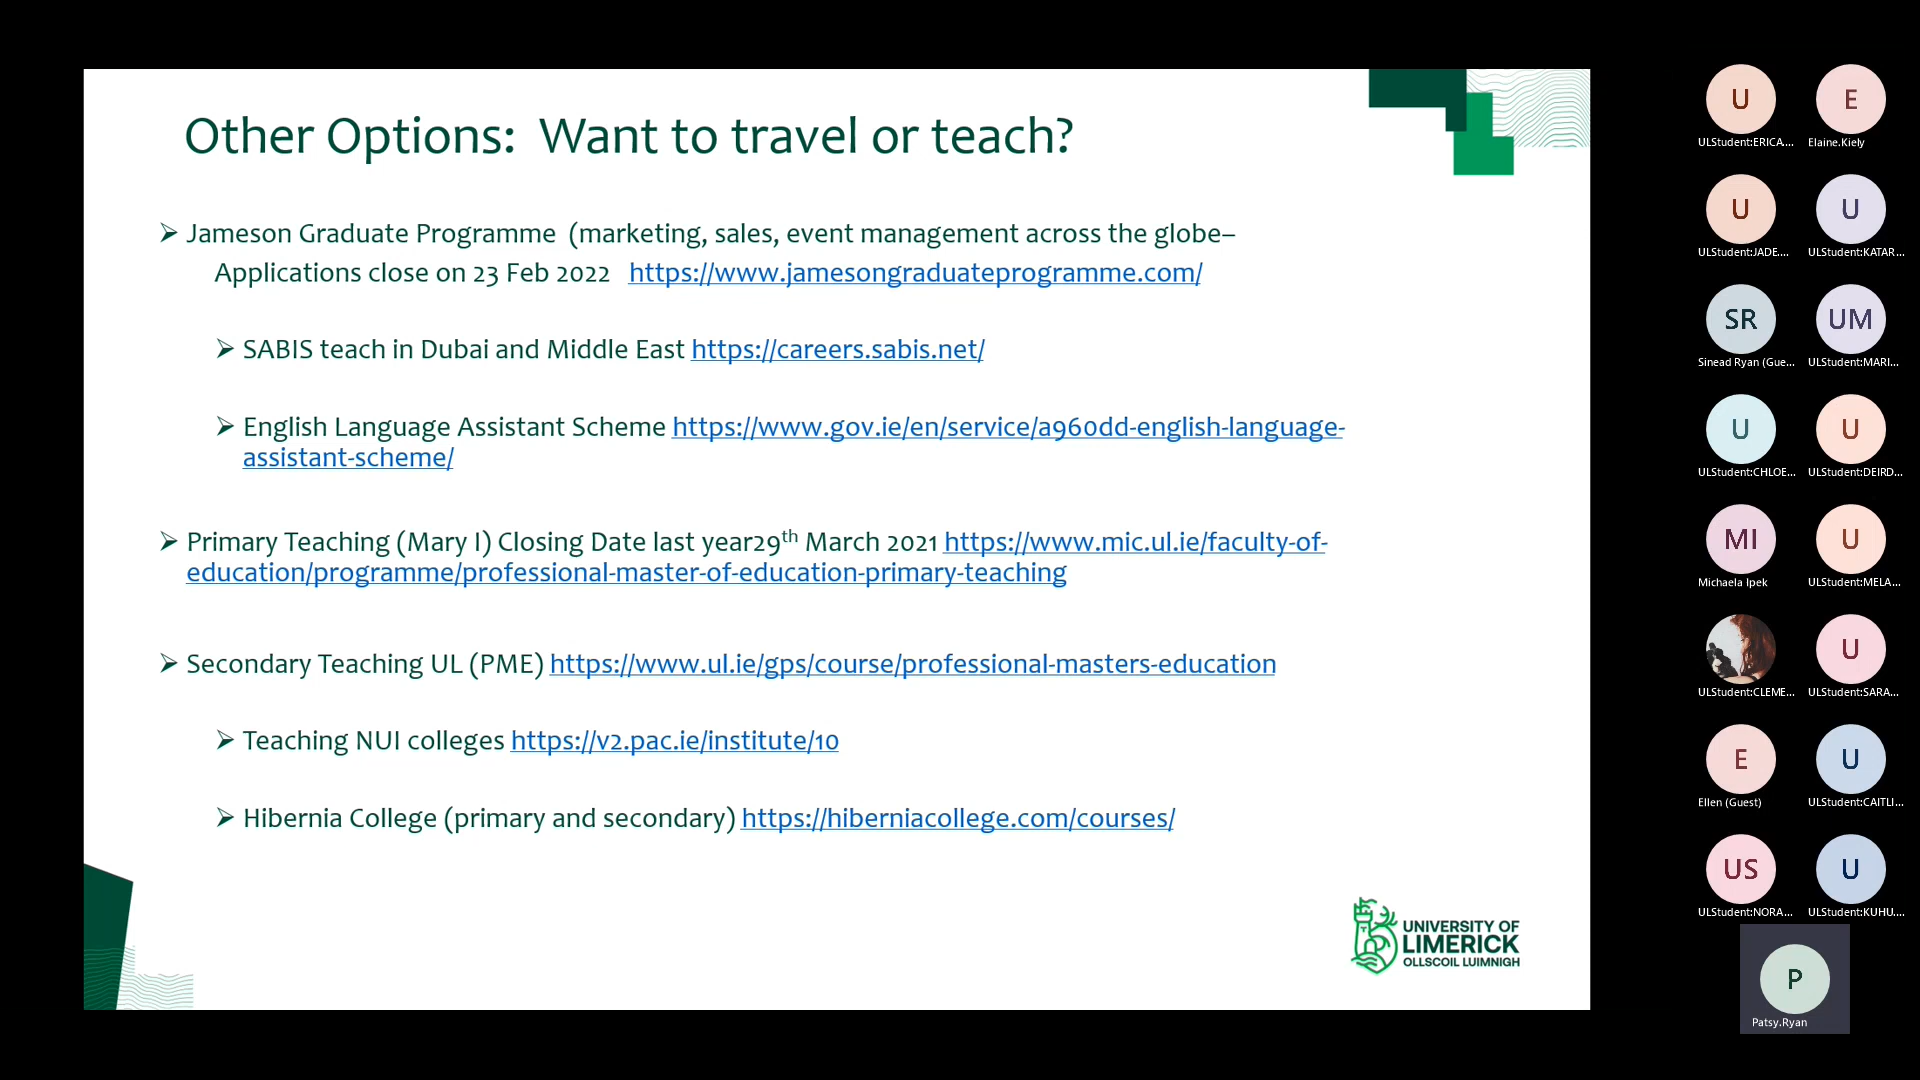 Other Options:  Want to travel or teach?
➢ Jameson Graduate Programme  (marketing, sales, event management across the globe–
Applications close on 23 Feb 2022   https://www.jamesongraduateprogramme.com/
➢ SABIS teach in Dubai and Middle East https://careers.sabis.net/
➢ English Language Assistant Scheme https://www.gov.ie/en/service/a960dd-english-language-
assistant-scheme/
➢ Primary Teaching (Mary I) Closing Date last year29th March 2021 https://www.mic.ul.ie/faculty-of-
education/programme/professional-master-of-education-primary-teaching
➢ Secondary Teaching UL (PME) https://www.ul.ie/gps/course/professional-masters-education
➢ Teaching NUI colleges https://v2.pac.ie/institute/10
➢ Hibernia College (primary and secondary) https://hiberniacollege.com/courses/
UNIVERSITY OF
LIMERICK
OLLSCOIL LUIMNIGH
U
ULStudent:ERICA....
E
Elaine.Kiely
U
ULStudent:JADE....
U
ULStudent:KATAR...
SR
Sinead Ryan (Gue...
UM
ULStudent:MARI...
U
ULStudent:CHLOE...
U
ULStudent:DEIRD...
MI
Michaela Ipek
U
ULStudent:MELA...
ULStudent:CLEME...
U
ULStudent:SARA...
E
Ellen (Guest)
U
ULStudent:CAITLI...
US
ULStudent:NORA...
U
ULStudent:KUHU....
P
Patsy.Ryan